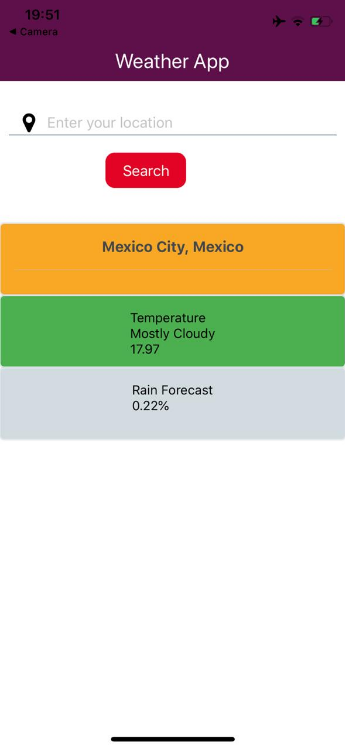 19:51
◀ Camera
Weather App
Enter your location
Search
Mexico City, Mexico
Temperature
Mostly Cloudy
17.97
Rain Forecast
0.22%